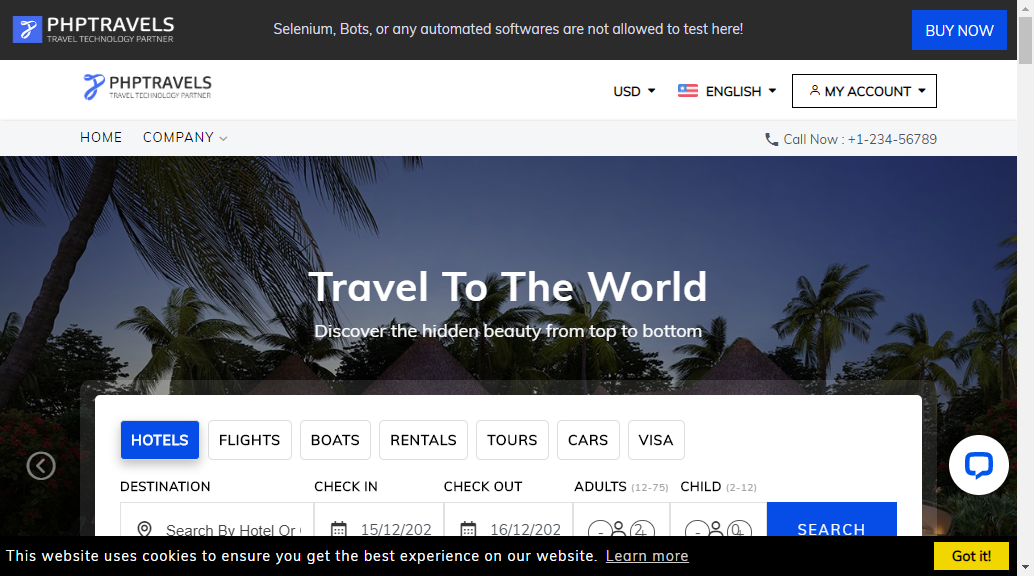 PHPTRAVELS
TRAVEL TECHNOLOGY PARTNER
Selenium, Bots, or any automated softwares are not allowed to test here!
BUY NOW
PHPTRAVELS
TRAVEL TECHNOLOGY PARTNER
USD
ENGLISH
MY ACCOUNT
HOME
COMPANY
Call Now : +1-234-56789
Travel To The World
Discover the hidden beauty from top to bottom
HOTELS
FLIGHTS
BOATS
RENTALS
TOURS
CARS
VISA
DESTINATION
CHECK IN
CHECK OUT
ADULTS (12-75)
CHILD (2-12)
Search By Hotel Or
15/12/202
16/12/202
- 2
- 0
SEARCH
This website uses cookies to ensure you get the best experience on our website. Learn more
Got it!